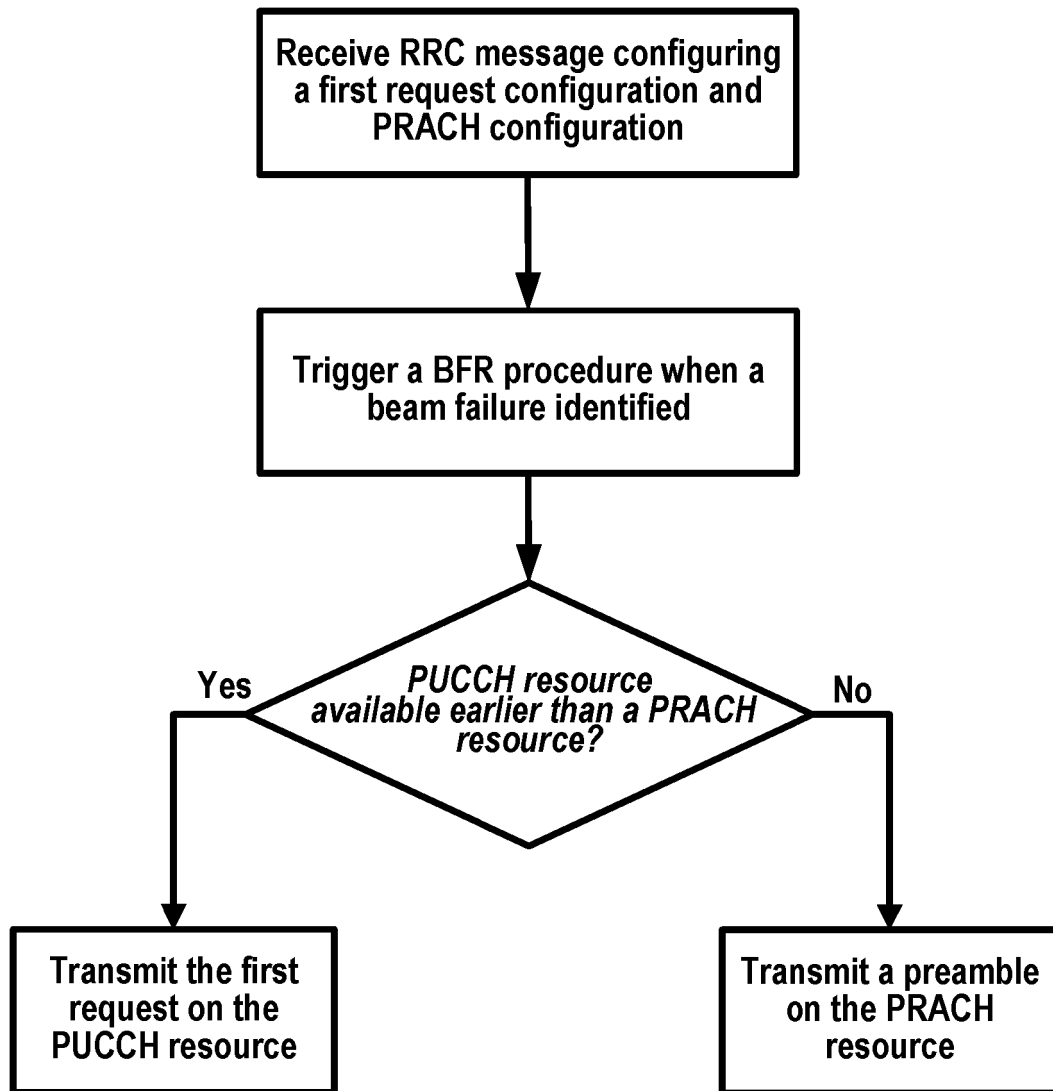 Receive RRC message configuring
a first request configuration and
PRACH configuration
Trigger a BFR procedure when a
beam failure identified
PUCCH resource
available earlier than a PRACH
resource?
Yes
No
Transmit the first
request on the
PUCCH resource
Transmit a preamble
on the PRACH
resource